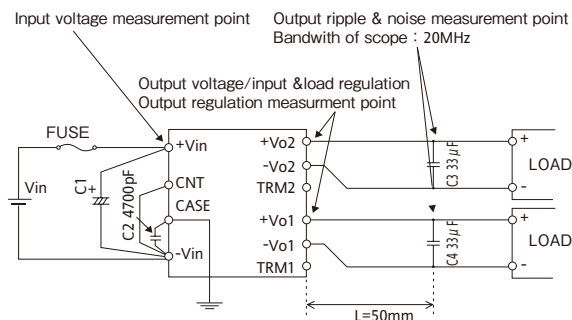 Input voltage measurement point
Output ripple & noise measurement point
Bandwith of scope : 20MHz
Output voltage/input &load regulation
Output regulation measurment point
FUSE
+Vin
+Vo2
+
-Vo2
C3 33μF
LOAD
Vin
C1
+
CNT
TRM2
-
C2 4700pF
CASE
+Vo1
+
-Vo1
C4 33μF
LOAD
-Vin
TRM1
-
L=50mm